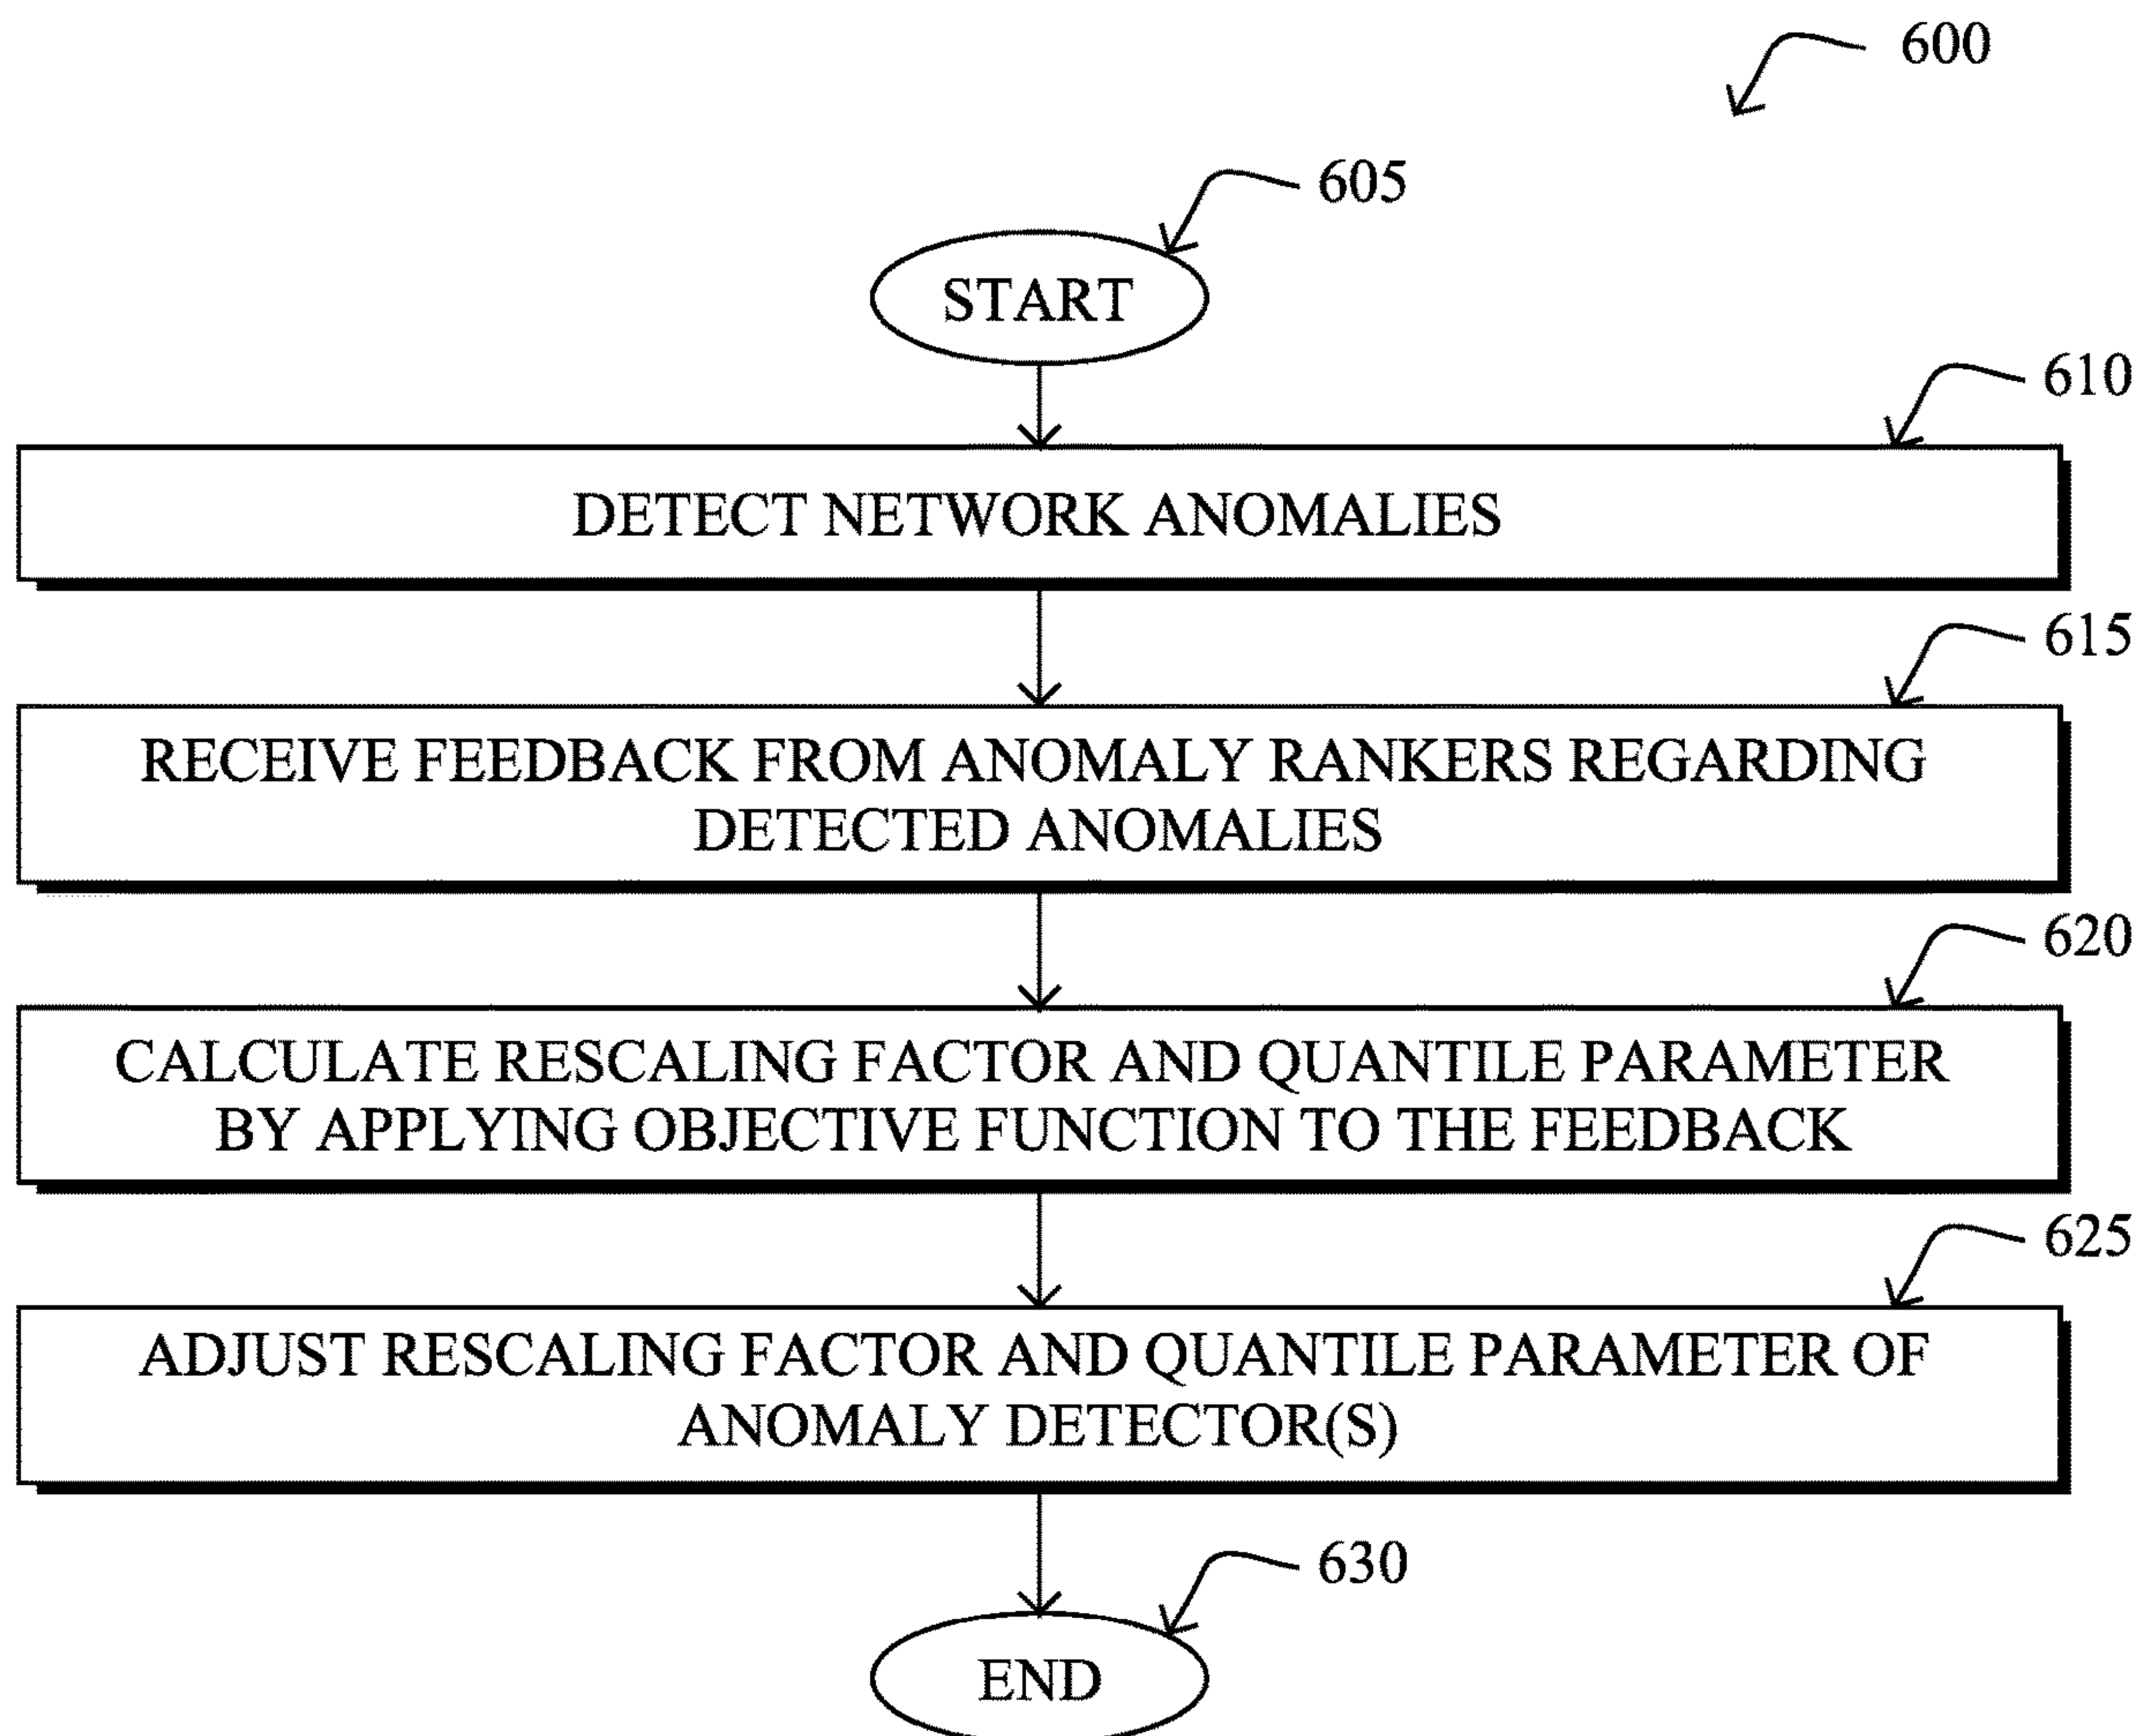 600
605
START
610
DETECT NETWORK ANOMALIES
615
RECEIVE FEEDBACK FROM ANOMALY RANKERS REGARDING
DETECTED ANOMALIES
620
CALCULATE RESCALING FACTOR AND QUANTILE PARAMETER
BY APPLYING OBJECTIVE FUNCTION TO THE FEEDBACK
625
ADJUST RESCALING FACTOR AND QUANTILE PARAMETER OF
ANOMALY DETECTOR(S)
630
END